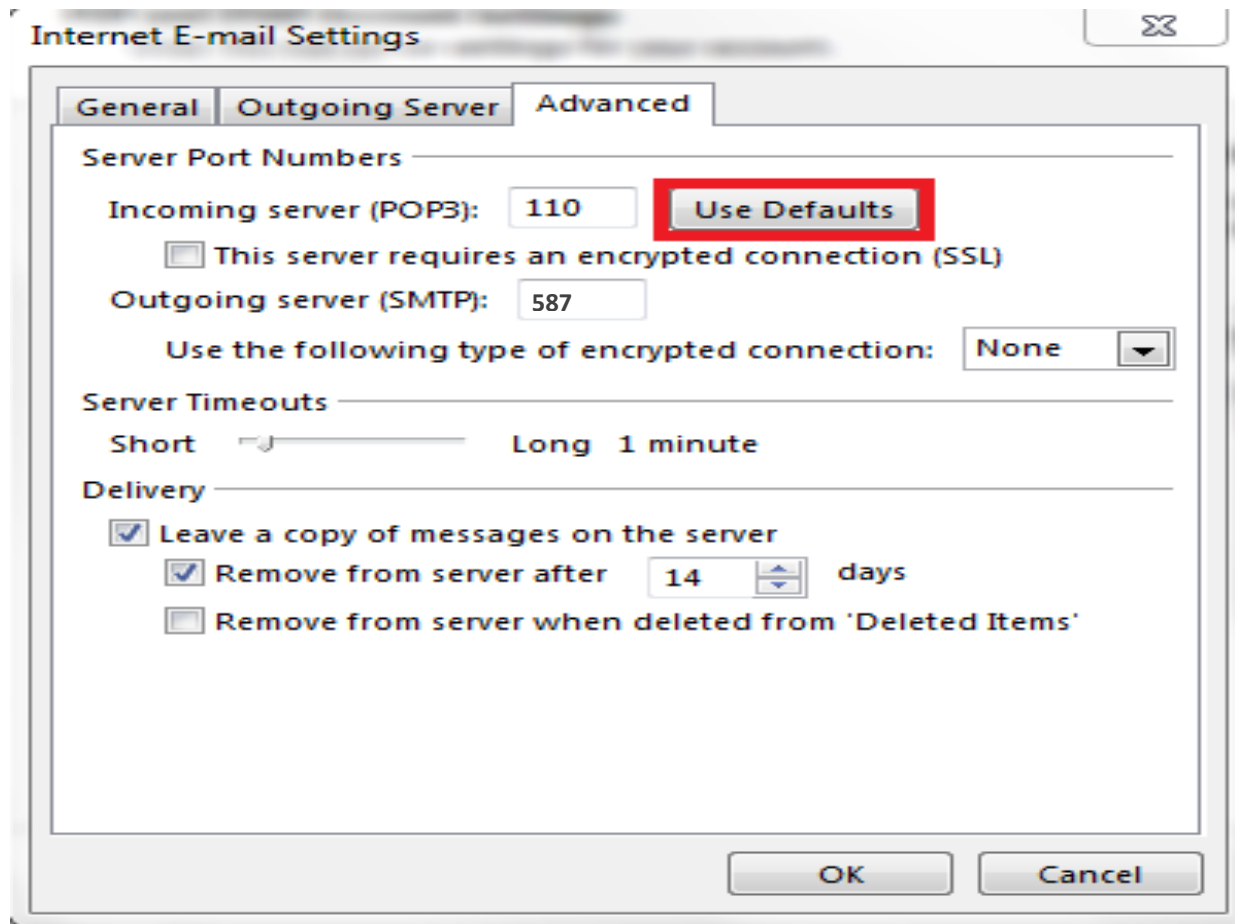 Internet E-mail Settings
General Outgoing Server Advanced
Server Port Numbers
Incoming server (POP3): 110 Use Defaults
This server requires an encrypted connection (SSL)
Outgoing server (SMTP): 587
Use the following type of encrypted connection: None
Server Timeouts
Short Long 1 minute
Delivery
Leave a copy of messages on the server
Remove from server after 14 days
Remove from server when deleted from 'Deleted Items'
OK Cancel